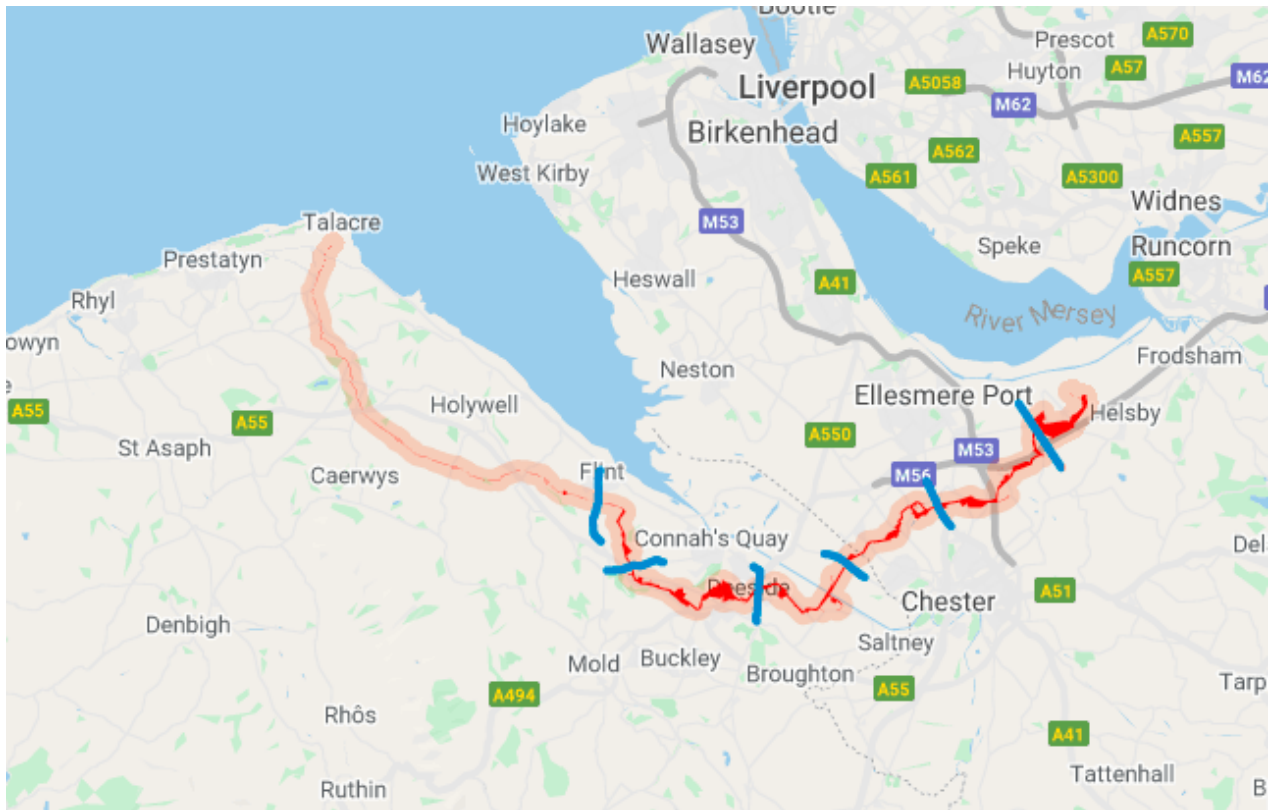 Bootle
Wallasey
Prescot
A570
A57
Huyton
M62
A5058
Liverpool
M62
Hoylake
Birkenhead
A557
A562
West Kirby
A561
A5300
Widnes
Talacre
M53
Speke
Runcorn
Prestatyn
A557
Heswall
A41
Rhyl
River Mersey
owyn
Frodsham
Neston
Ellesmere Port
A55
Holywell
Helsby
A55
A550
St Asaph
M53
Caerwys
Flint
M56
Connah's Quay
Del
Deeside
A51
Chester
Denbigh
Saltney
Mold
Buckley
Broughton
A494
A55
Tarp
Rhôs
A41
Tattenhall
Ruthin
B